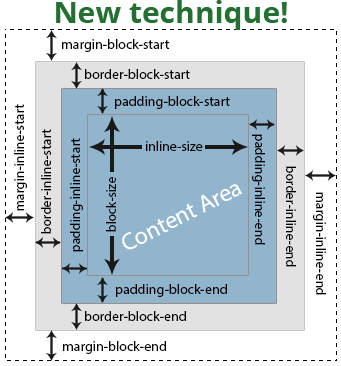 New technique!
margin-block-start
border-block-start
padding-block-start
margin-inline-start
border-inline-start
padding-inline-start
inline-size
block-size
Content Area
padding-inline-end
border-inline-end
margin-inline-end
padding-block-end
border-block-end
margin-block-end